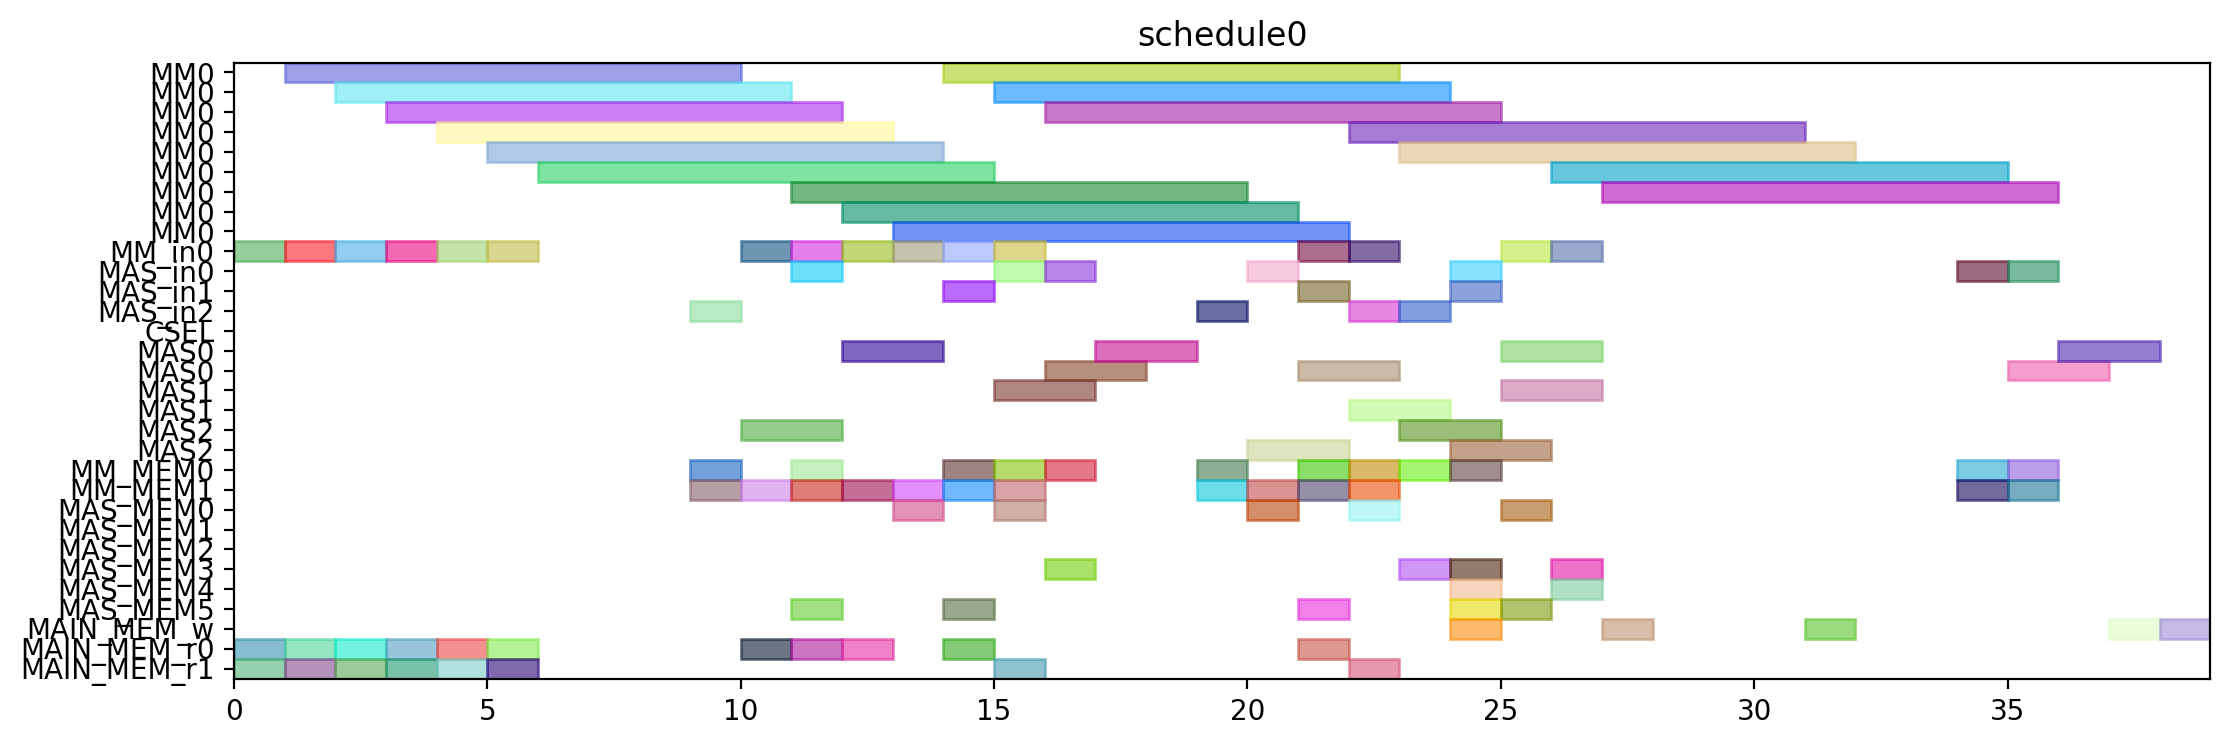 schedule0
MM0
MM0
MM0
MM0
MM0
MM0
MM0
MM0
MM0
MM_in0
MAS_in0
MAS_in1
MAS_in2
CSEL
MAS0
MAS0
MAS1
MAS1
MAS2
MAS2
MM_MEM0
MM_MEM1
MAS_MEM0
MAS_MEM1
MAS_MEM2
MAS_MEM3
MAS_MEM4
MAS_MEM5
MAIN_MEM_w
MAIN_MEM_r0
MAIN_MEM_r1
0 5 10 15 20 25 30 35